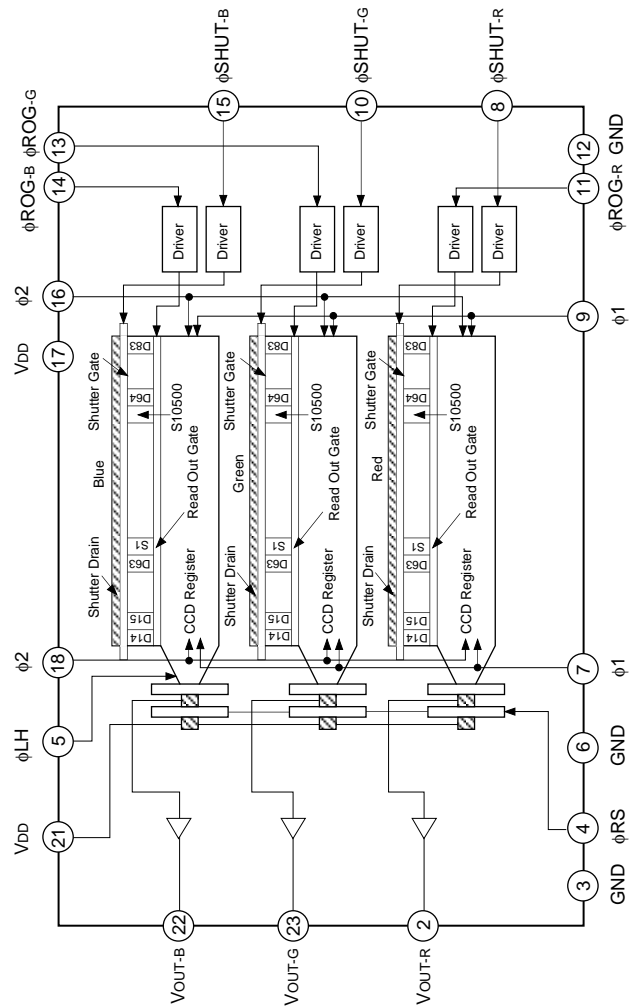 φSHUT-B
φSHUT-G
φSHUT-R
15
10
8
φROG-B
φROG-G
14
13
GND
φROG-R
12
11
Driver
Driver
Driver
Driver
Driver
Driver
φ2
16
9
φ1
VDD
17
Blue
Shutter Drain
Shutter Gate
D14
D15
D63
S1
S10500
D64
D83
Read Out Gate
CCD Register
Green
Shutter Drain
Shutter Gate
D14
D15
D63
S1
S10500
D64
D83
Read Out Gate
CCD Register
Red
Shutter Drain
Shutter Gate
D14
D15
D63
S1
S10500
D64
D83
Read Out Gate
CCD Register
φ2
18
7
φ1
φLH
5
6
GND
VDD
21
4
φRS
3
GND
22
23
2
VOUT-B
VOUT-G
VOUT-R